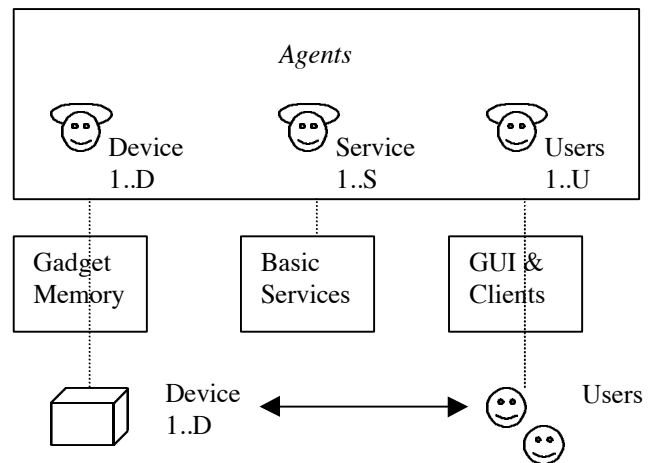 Agents
Device
1..D
Service
1..S
Users
1..U
Gadget
Memory
Basic
Services
GUI &
Clients
Device
1..D
Users